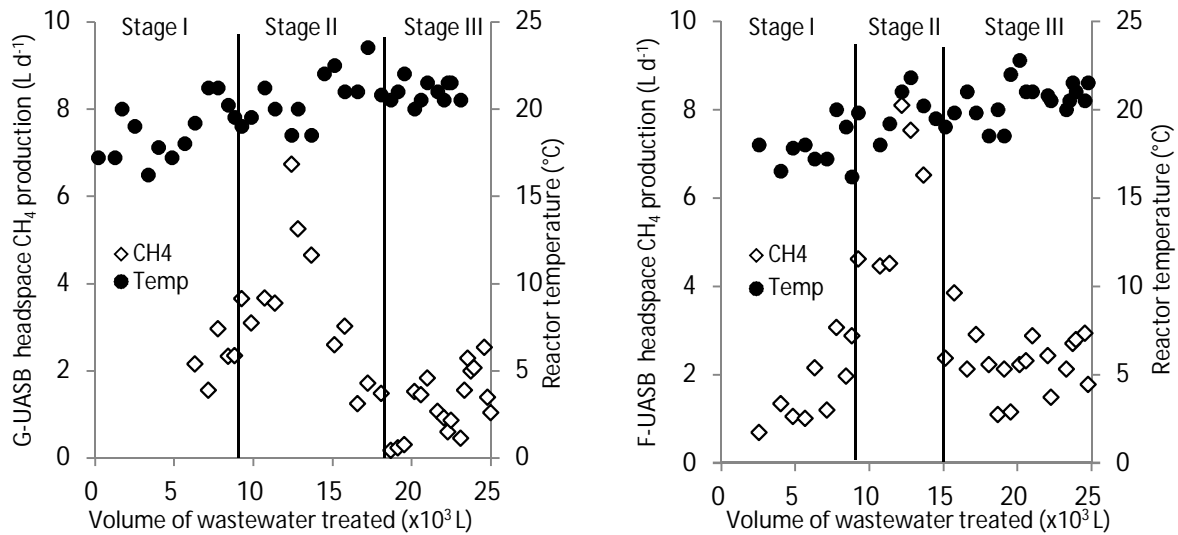 G-UASB headspace CH4 production (L d-1)
10
8
6
4
2
0
Stage I
Stage II
Stage III
CH4
Temp
25
20
15
10
5
0
Reactor temperature (°C)
0
5
10
15
20
25
Volume of wastewater treated (x10³ L)
F-UASB headspace CH4 production (L d-1)
10
8
6
4
2
0
Stage I
Stage II
Stage III
CH4
Temp
25
20
15
10
5
0
Reactor temperature (°C)
0
5
10
15
20
25
Volume of wastewater treated (x10³ L)